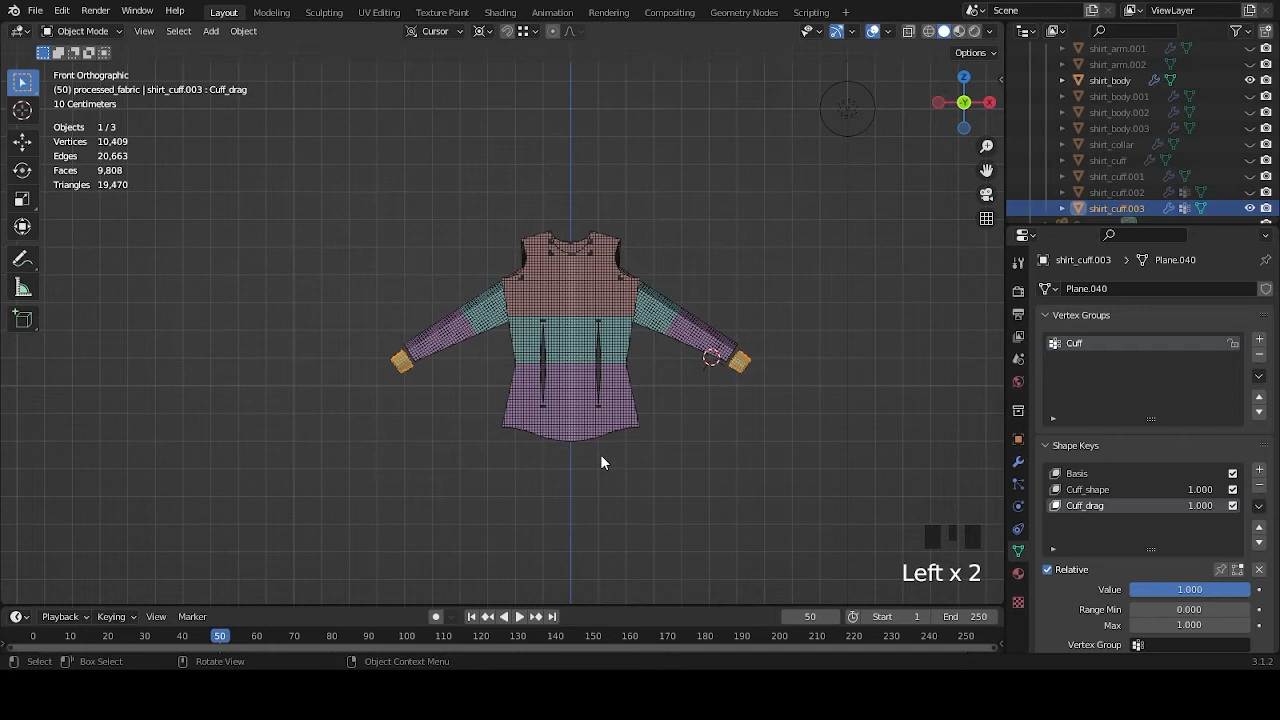 File Edit Render Window Help Layout Modeling Sculpting UV Editing Texture Paint Shading Animation Rendering Compositing Geometry Nodes Scripting + Scene ViewLayer
Object Mode View Select Add Object Cursor
Options
Front Orthographic
(50) processed_fabric | shirt_cuff.003 : Cuff_drag
10 Centimeters
Objects 1 / 3
Vertices 10,409
Edges 20,663
Faces 9,808
Triangles 19,470
Z
-Y
X
Left x 2
shirt_arm.001
shirt_arm.002
shirt_body
shirt_body.001
shirt_body.002
shirt_body.003
shirt_collar
shirt_cuff
shirt_cuff.001
shirt_cuff.002
shirt_cuff.003
shirt_cuff.003 Plane.040
Plane.040
Vertex Groups
Cuff
Shape Keys
Basis
Cuff_shape 1.000
Cuff_drag 1.000
Relative
Value 1.000
Range Min 0.000
Max 1.000
Vertex Group
Playback Keying View Marker 50 Start 1 End 250
0 10 20 30 40 50 60 70 80 90 100 110 120 130 140 150 160 170 180 190 200 210 220 230 240 250
Select Box Select Rotate View Object Context Menu 3.1.2